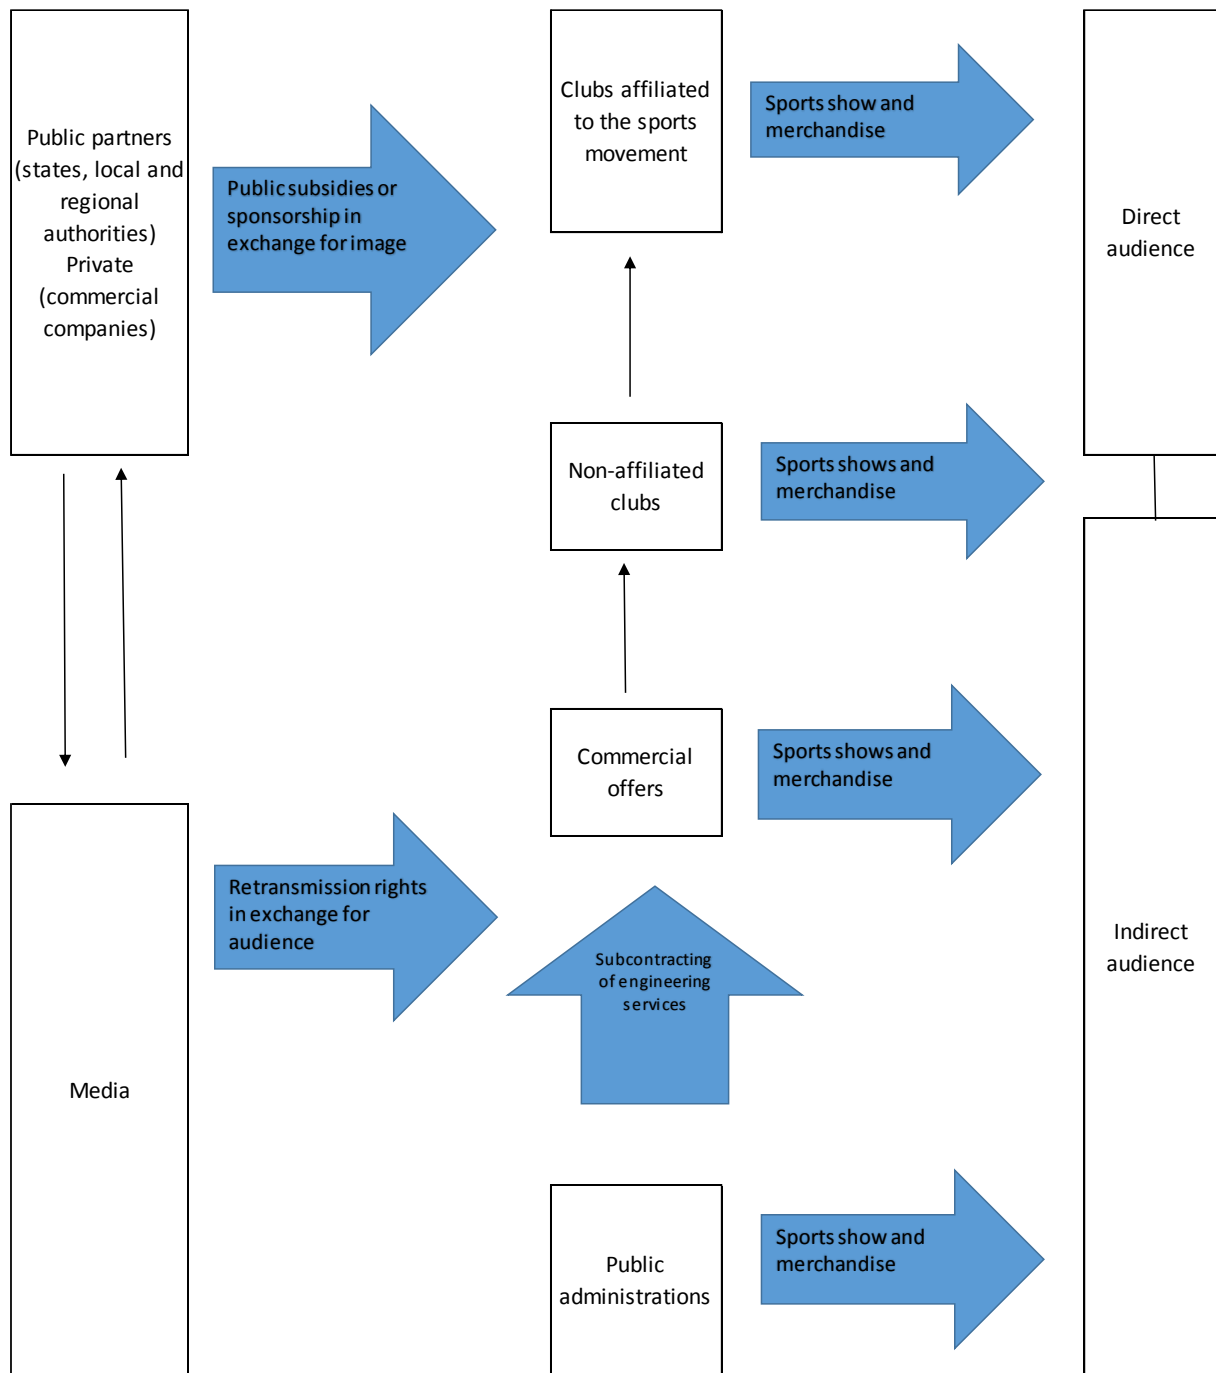 Public partners
(states, local and
regional
authorities)
Private
(commercial
companies)
Public subsidies or
sponsorship in
exchange for image
Clubs affiliated
to the sports
movement
Sports show and
merchandise
Direct
audience
Non-affiliated
clubs
Sports shows and
merchandise
Commercial
offers
Sports shows and
merchandise
Media
Retransmission rights
in exchange for
audience
Subcontracting
of engineering
services
Indirect
audience
Public
administrations
Sports show and
merchandise